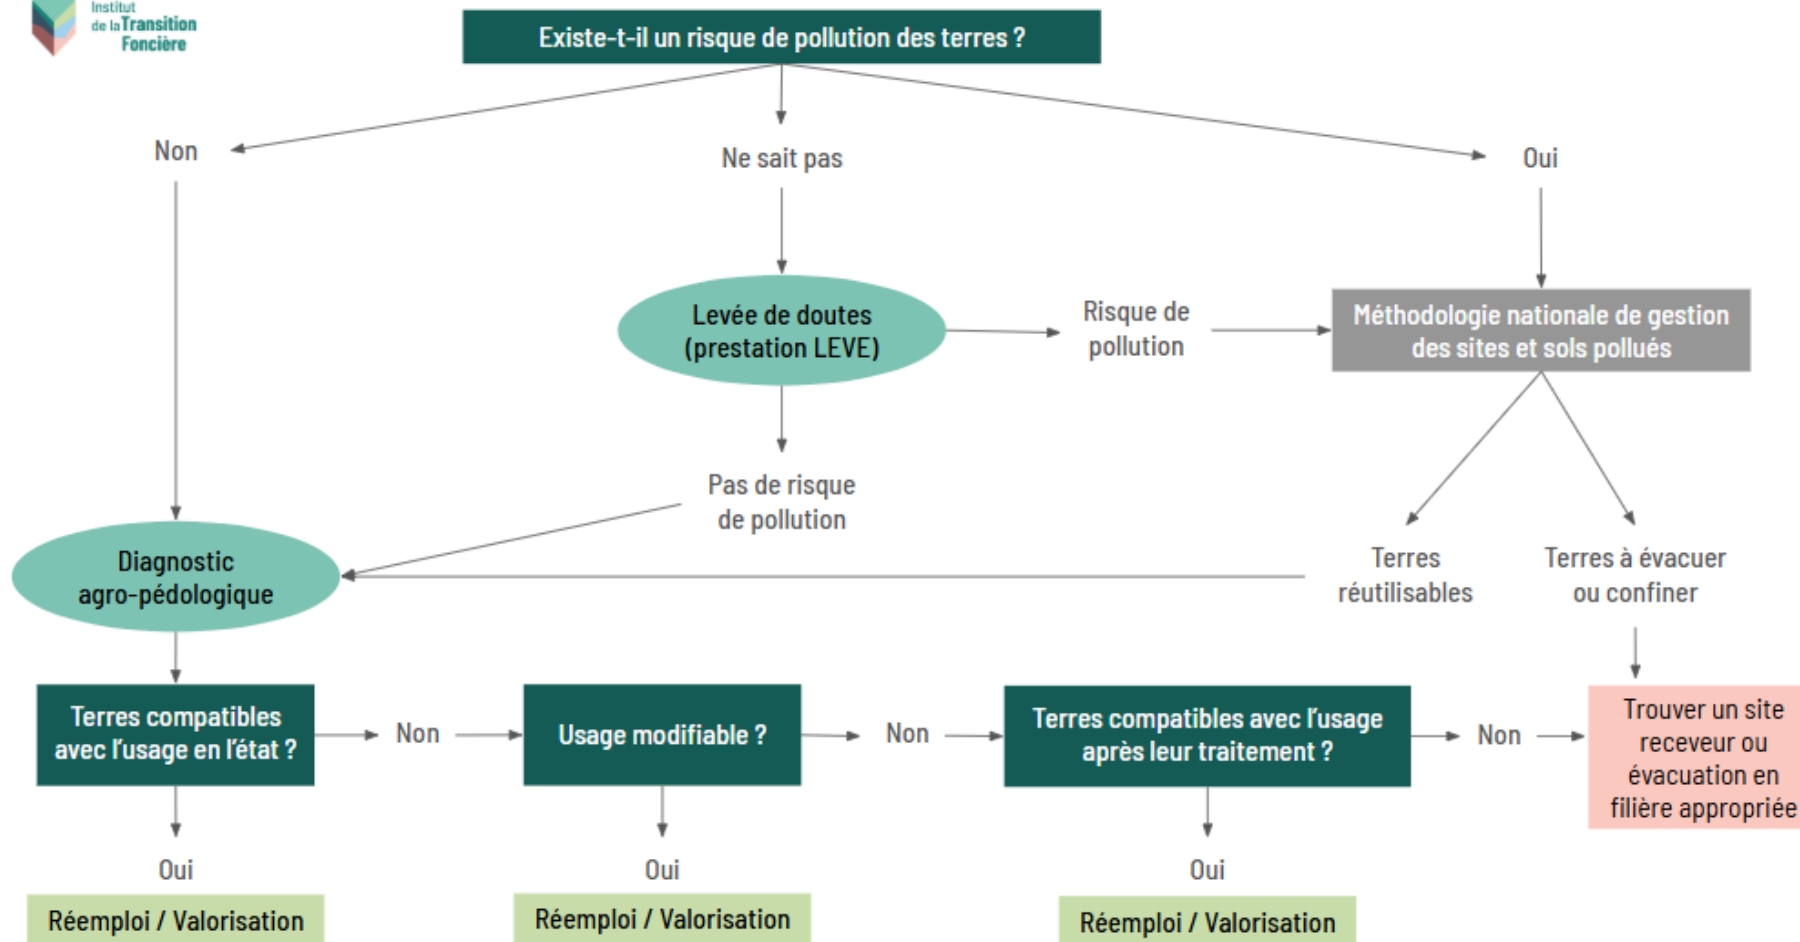 Institut
de la Transition
Foncière
Existe-t-il un risque de pollution des terres ?
Non
Ne sait pas
Oui
Levée de doutes
(prestation LEVE)
Risque de
pollution
Méthodologie nationale de gestion
des sites et sols pollués
Pas de risque
de pollution
Diagnostic
agro-pédologique
Terres
réutilisables
Terres à évacuer
ou confiner
Terres compatibles
avec l'usage en l'état ?
Non
Usage modifiable ?
Non
Terres compatibles avec l'usage
après leur traitement ?
Non
Trouver un site
receveur ou
évacuation en
filière appropriée
Oui
Oui
Oui
Réemploi / Valorisation
Réemploi / Valorisation
Réemploi / Valorisation